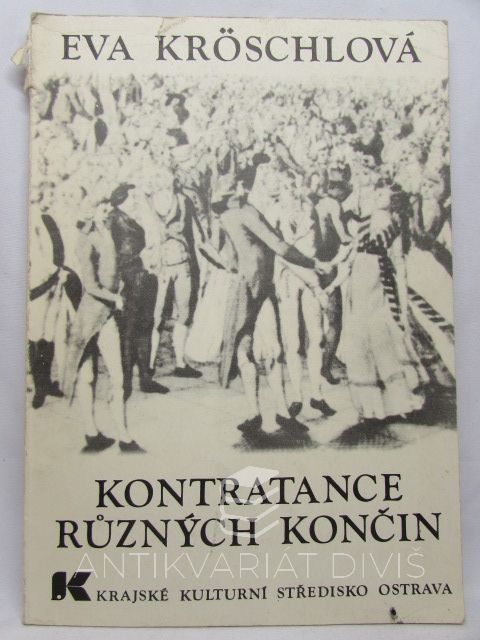 EVA KRÖSCHLOVÁ
KONTRATANCE
RŮZNÝCH KONČIN
ANTIKVARIÁT DIVIŠ
KRAJSKÉ KULTURNÍ STŘEDISKO OSTRAVA